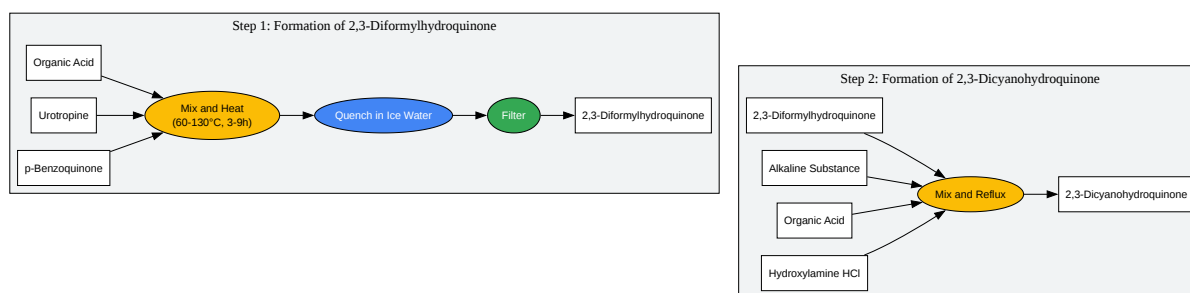 Step 1: Formation of 2,3-Diformylhydroquinone
Organic Acid
Urotropine
p-Benzoquinone
Mix and Heat
(60-130°C, 3-9h)
Quench in Ice Water
Filter
2,3-Diformylhydroquinone
Step 2: Formation of 2,3-Dicyanohydroquinone
2,3-Diformylhydroquinone
Alkaline Substance
Organic Acid
Hydroxylamine HCl
Mix and Reflux
2,3-Dicyanohydroquinone